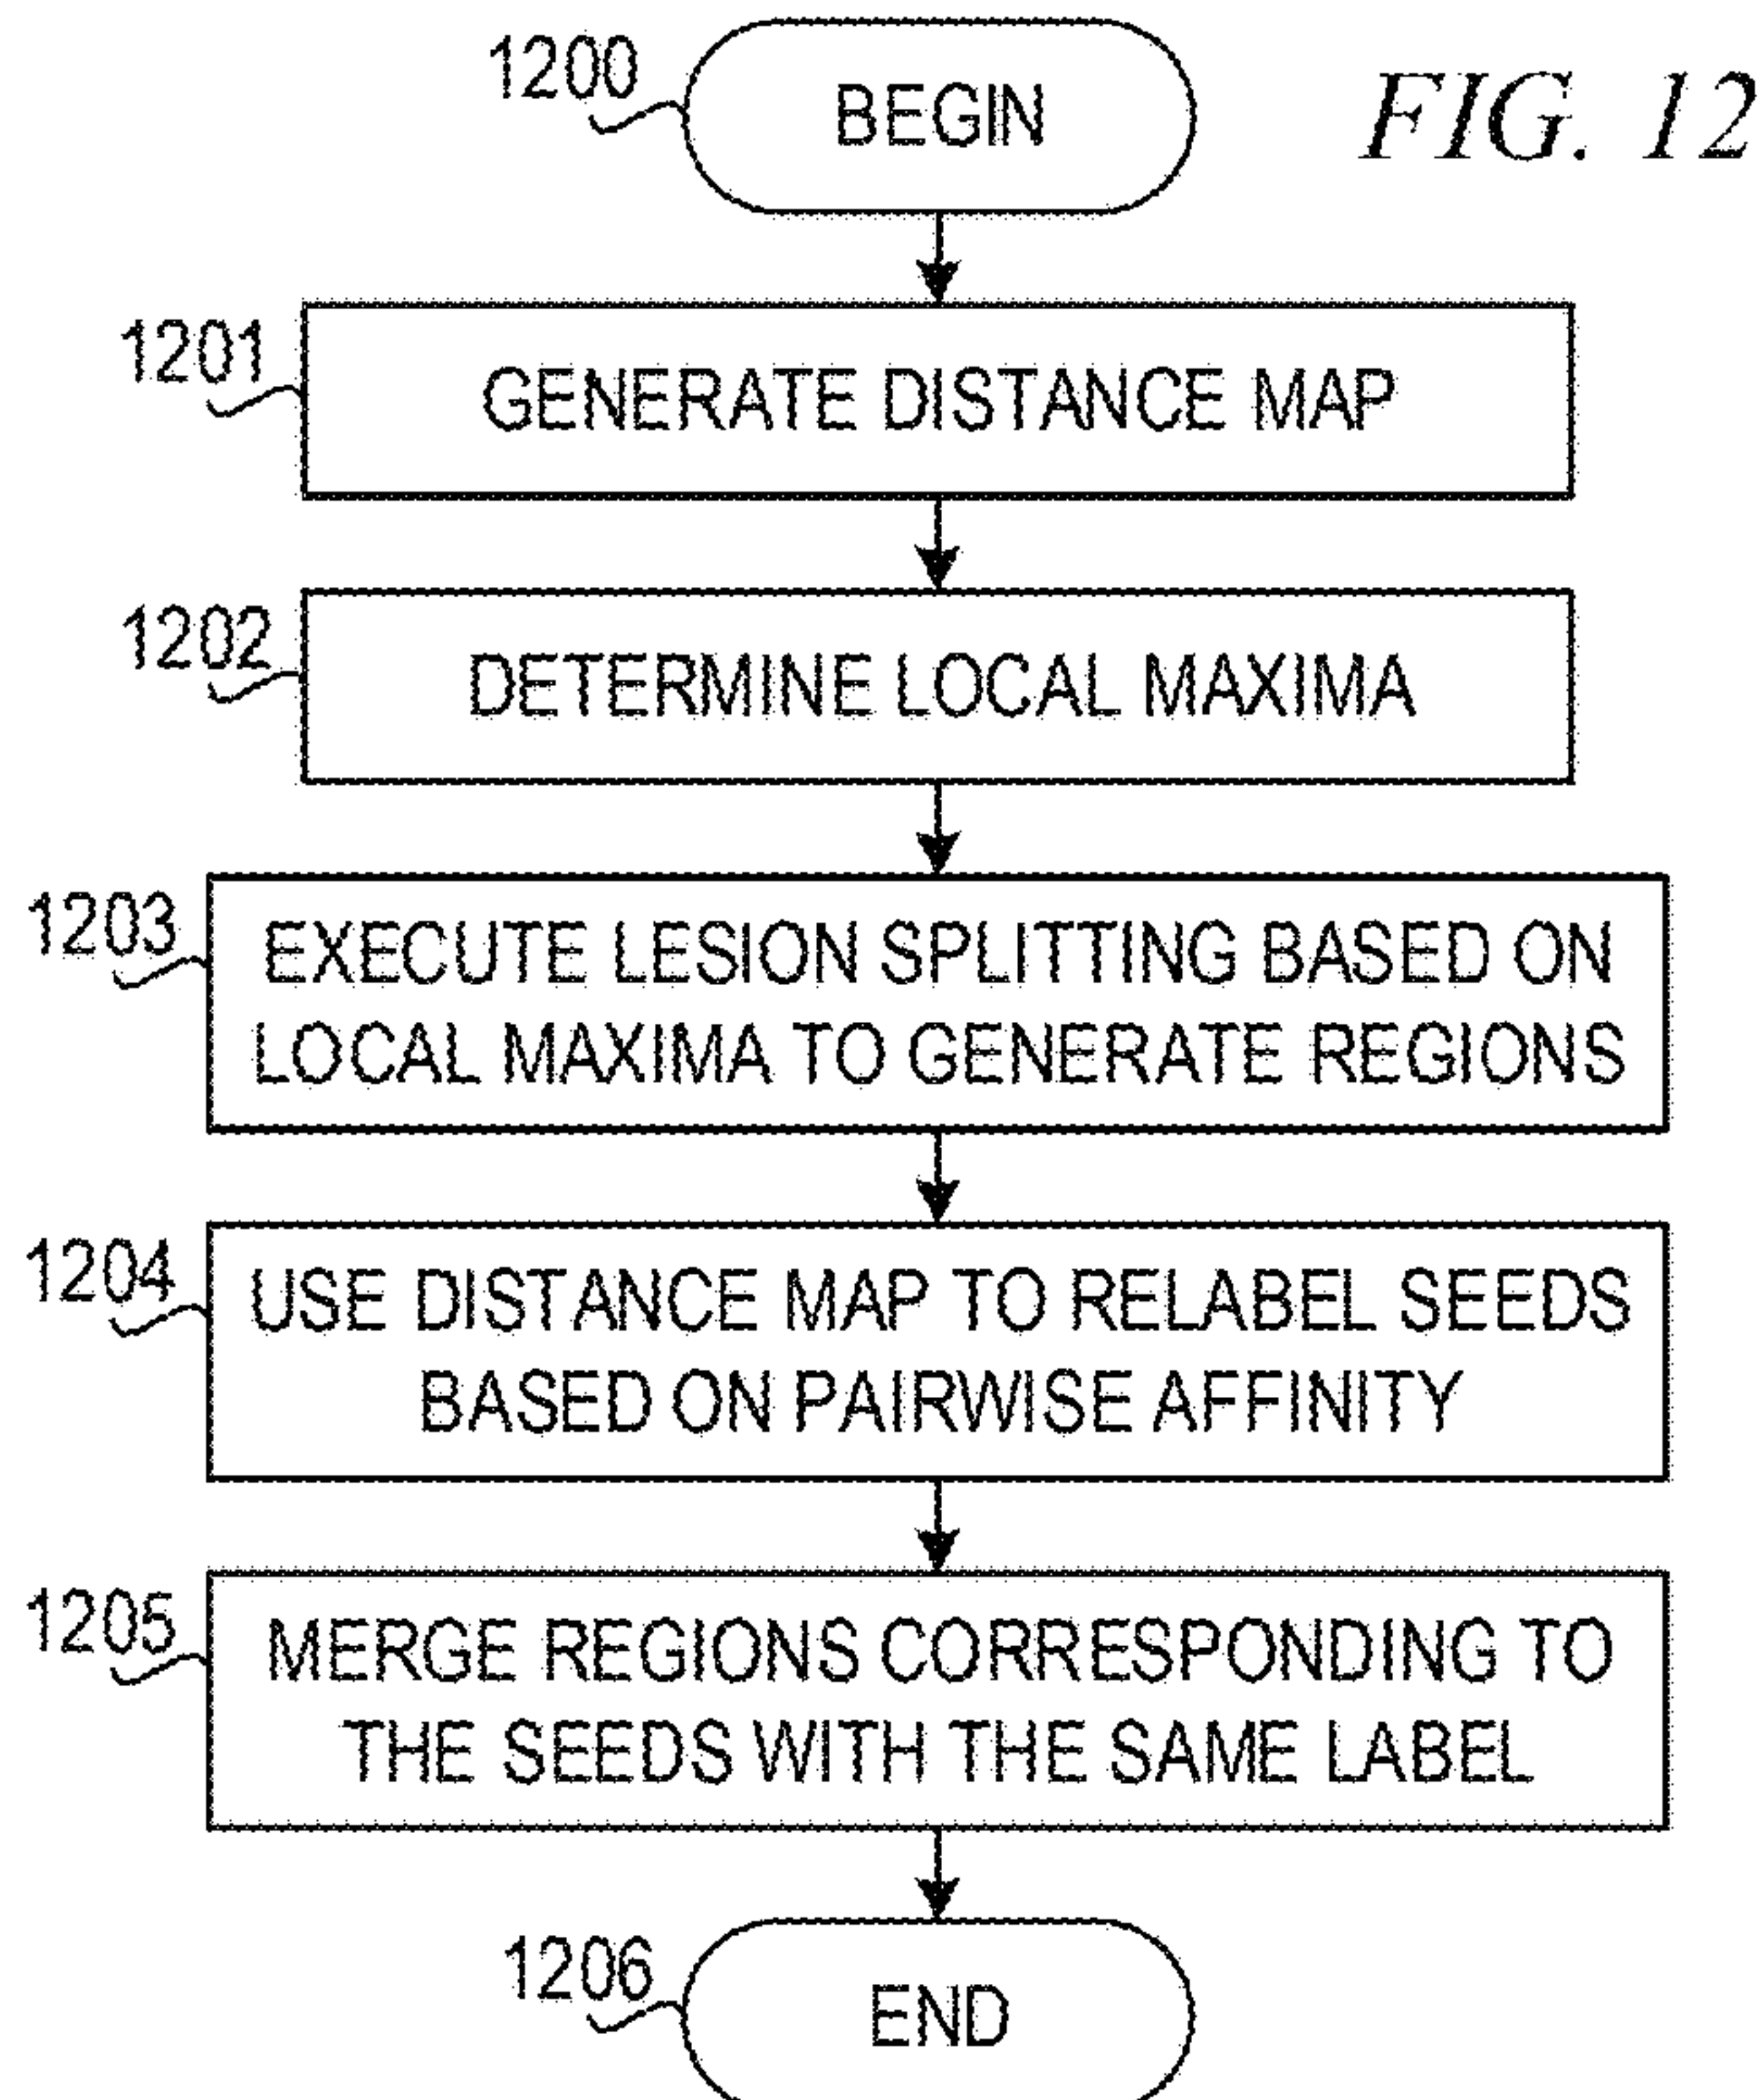 1200
BEGIN
FIG. 12
1201
GENERATE DISTANCE MAP
1202
DETERMINE LOCAL MAXIMA
1203
EXECUTE LESION SPLITTING BASED ON
LOCAL MAXIMA TO GENERATE REGIONS
1204
USE DISTANCE MAP TO RELABEL SEEDS
BASED ON PAIRWISE AFFINITY
1205
MERGE REGIONS CORRESPONDING TO
THE SEEDS WITH THE SAME LABEL
1206
END